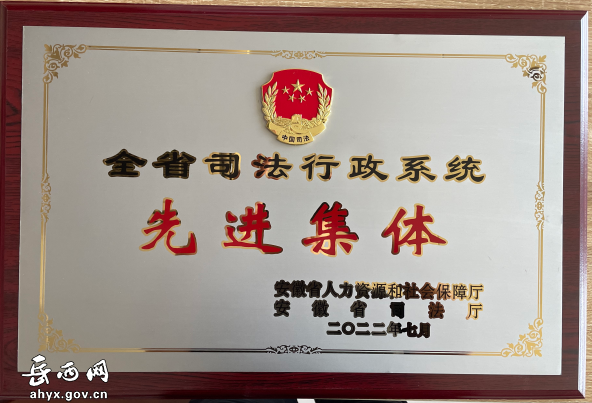 中国司法
全省司法行政系统
先进集体
安徽省人力资源和社会保障厅
安徽省司法厅
二〇二二年七月
岳西网
ahyx.gov.cn